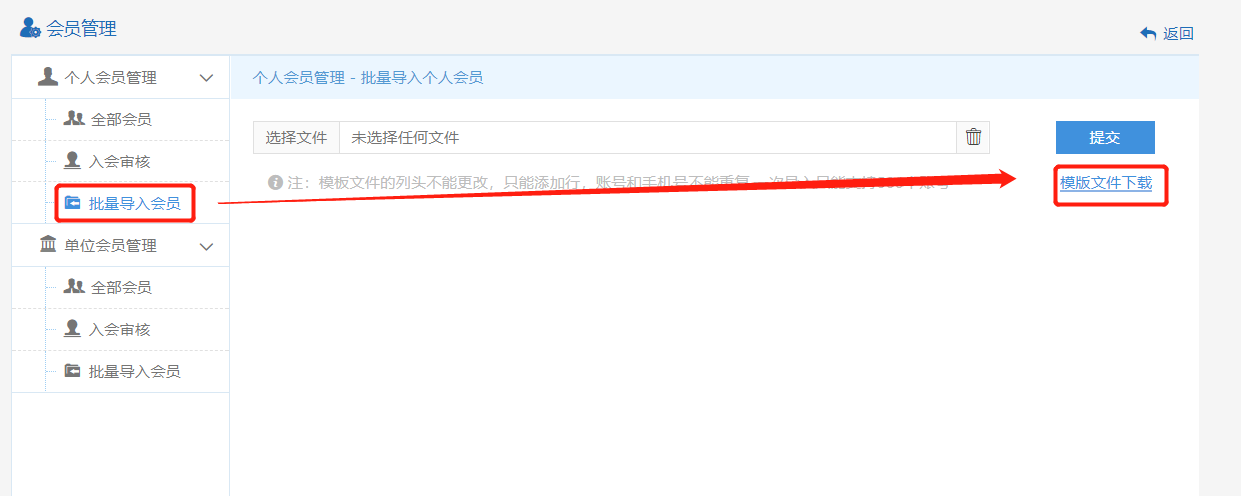 会员管理
返回
个人会员管理
全部会员
入会审核
批量导入会员
单位会员管理
全部会员
入会审核
批量导入会员
个人会员管理 - 批量导入个人会员
选择文件 未选择任何文件 提交
注：模板文件的列头不能更改，只能添加行，账号和手机号不能重复
模版文件下载